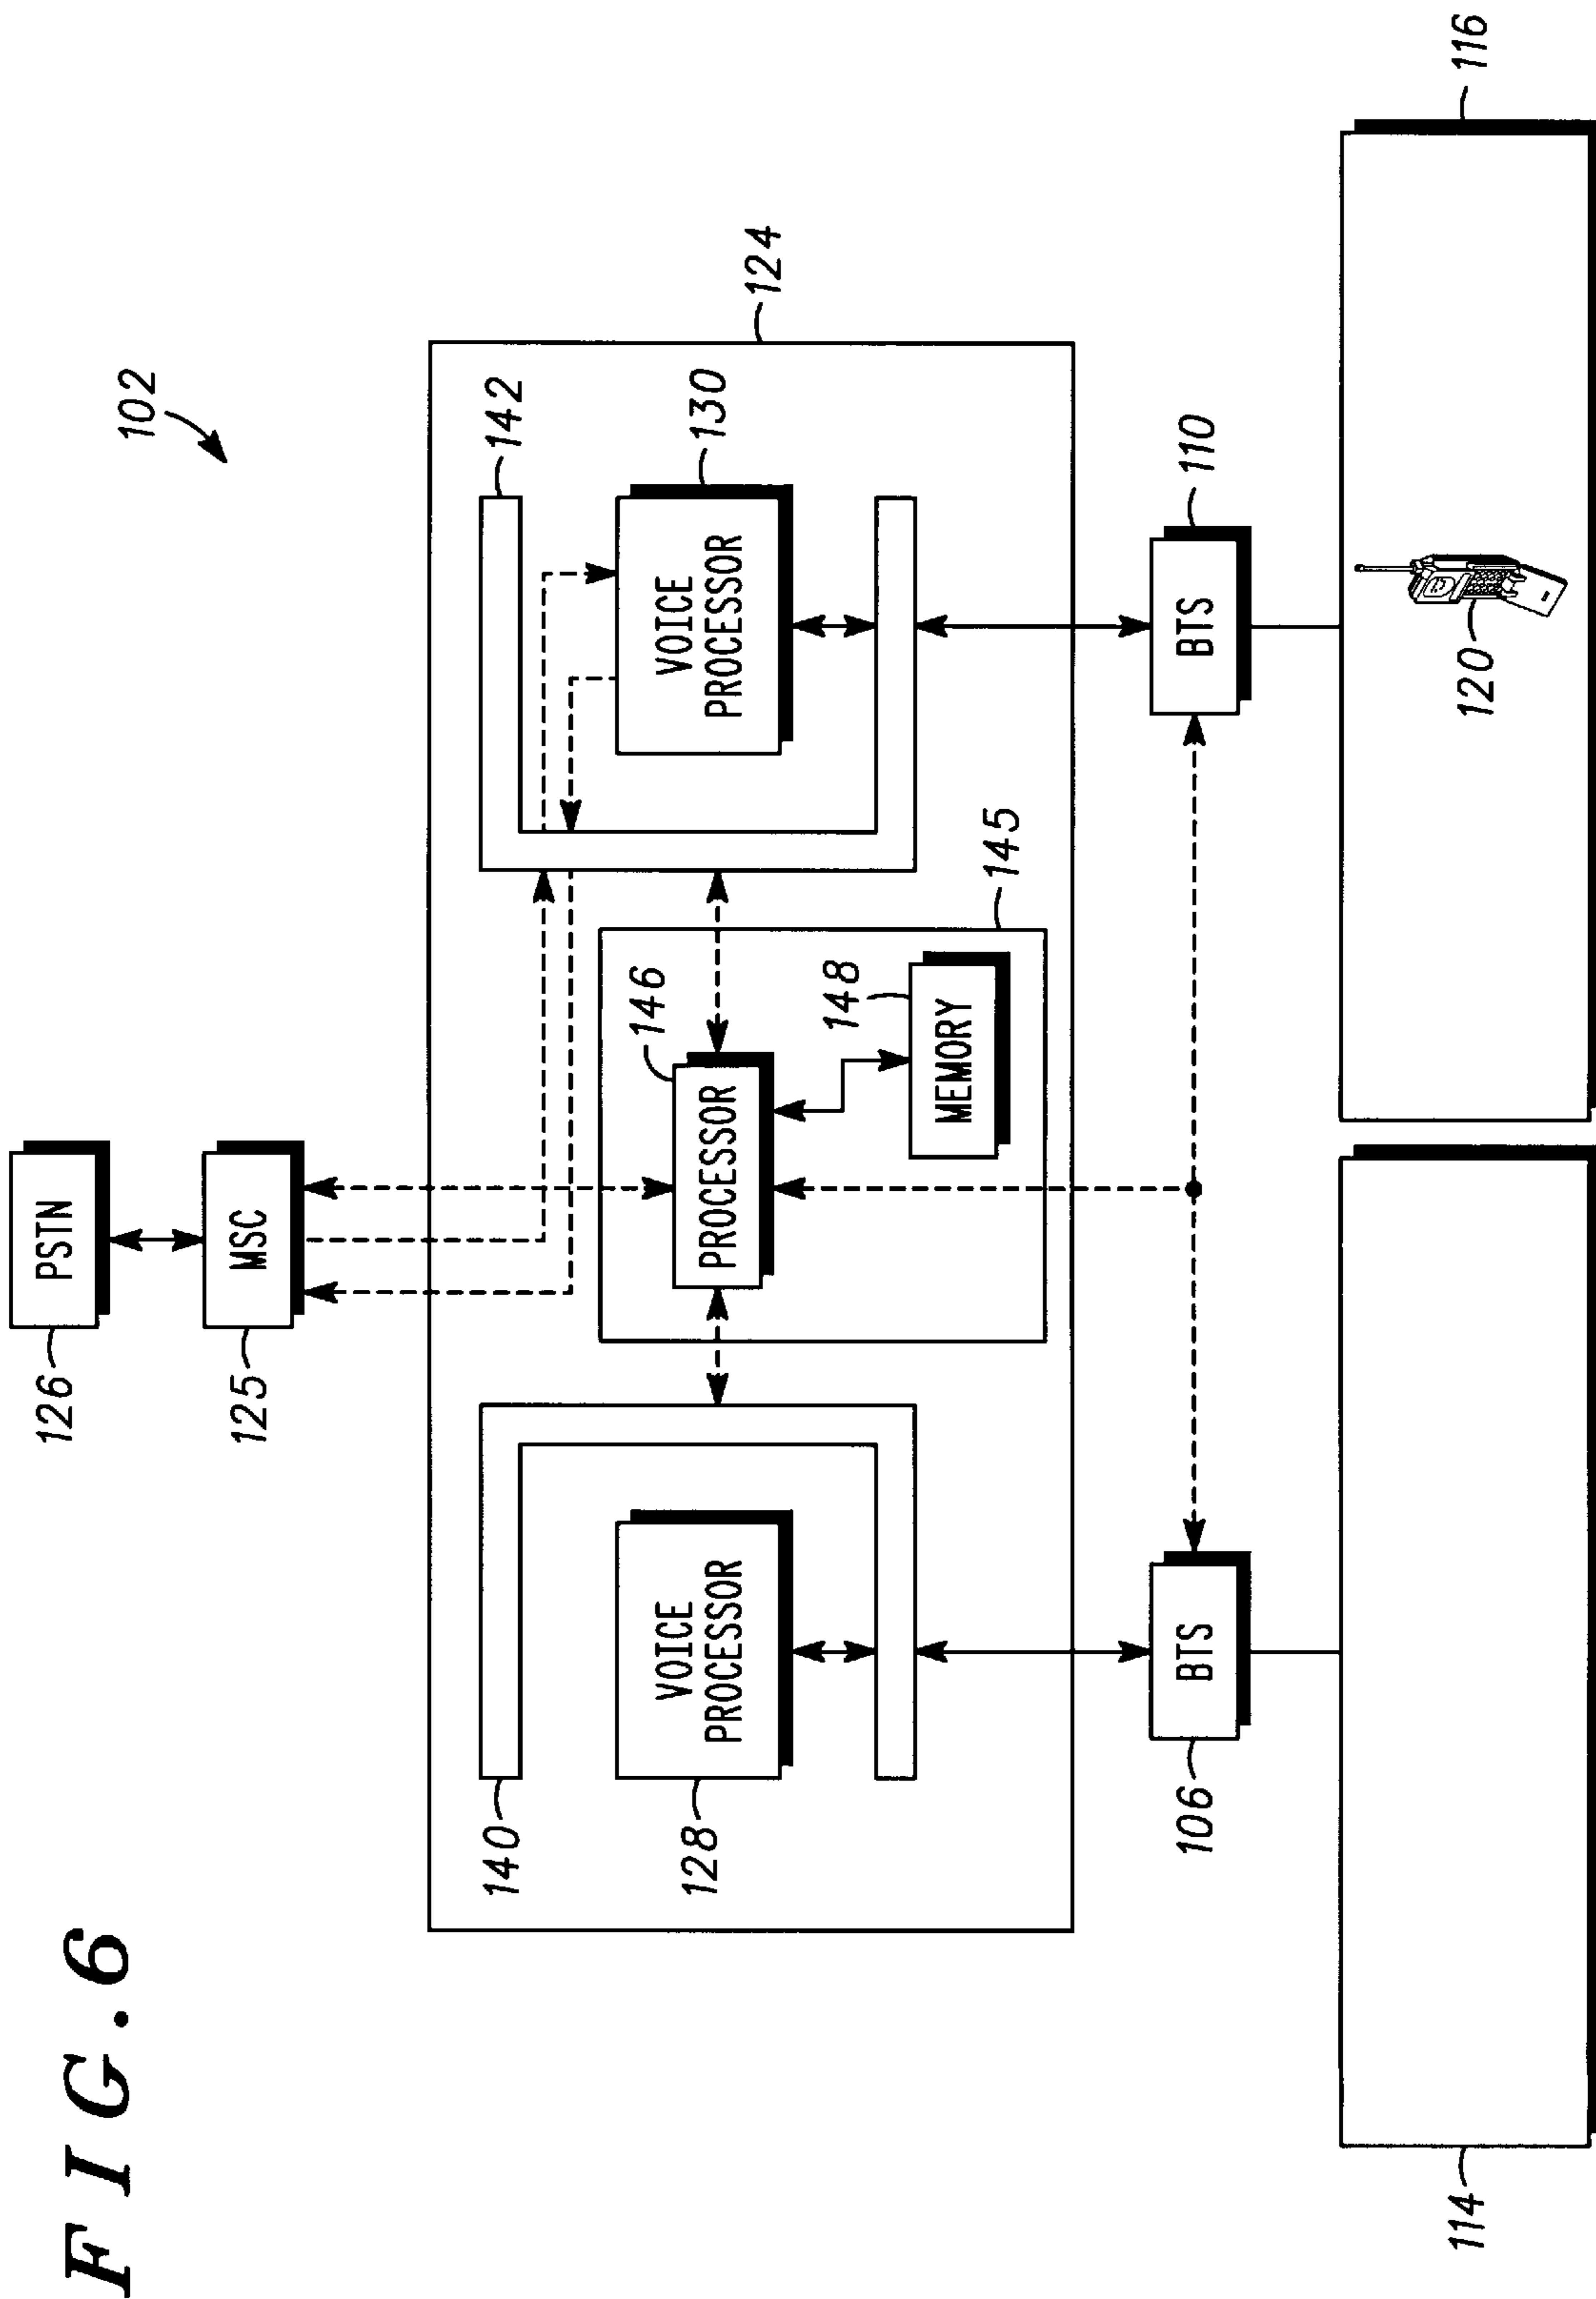 FIG.6
102
126
PSTN
125
MSC
124
140
142
128
VOICE
PROCESSOR
146
PROCESSOR
148
MEMORY
145
VOICE
PROCESSOR
130
106
BTS
BTS
110
114
120
116